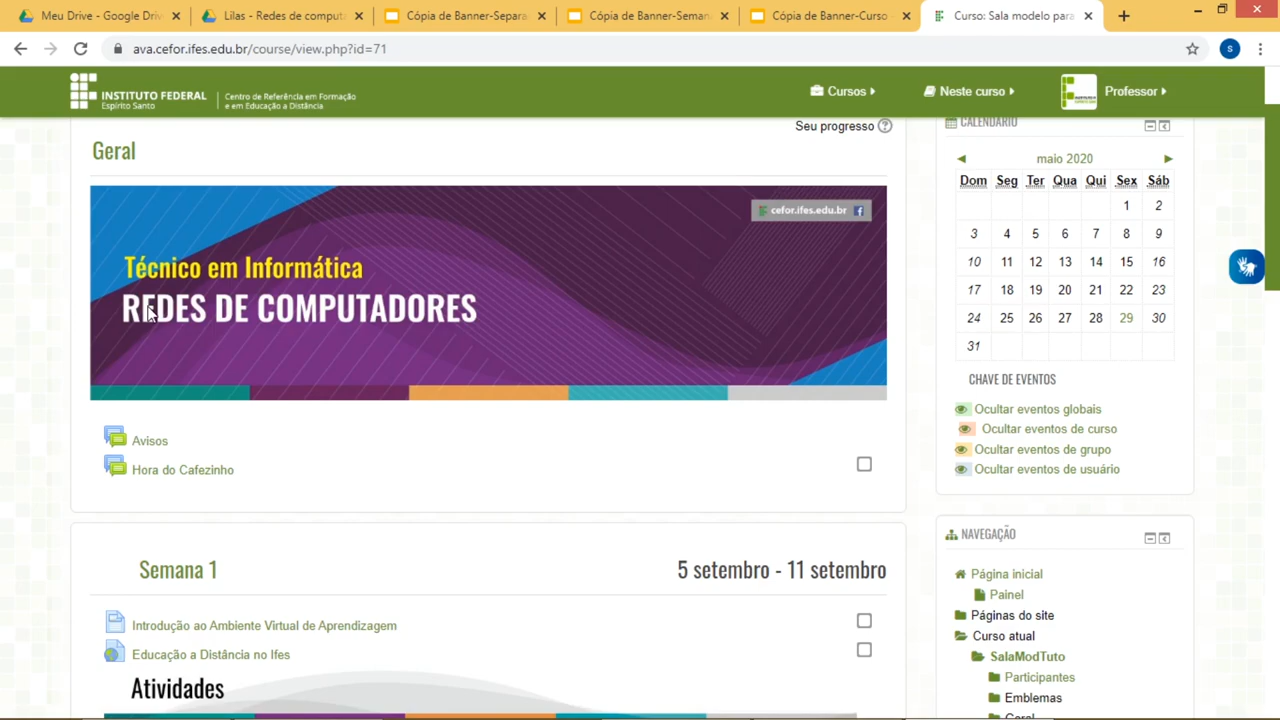 Meu Drive - Google Driv
Lilas - Redes de computa
Cópia de Banner-Separa
Cópia de Banner-Seman
Cópia de Banner-Curso -
Curso: Sala modelo para
ava.cefor.ifes.edu.br/course/view.php?id=71
S
INSTITUTO FEDERAL
Espírito Santo
Centro de Referência em Formação
e em Educação a Distância
Cursos
Neste curso
Professor
Seu progresso
Geral
cefor.ifes.edu.br
Técnico em Informática
REDES DE COMPUTADORES
Avisos
Hora do Cafezinho
Semana 1
5 setembro - 11 setembro
Introdução ao Ambiente Virtual de Aprendizagem
Educação a Distância no Ifes
Atividades
CALENDÁRIO
maio 2020
Dom Seg Ter Qua Qui Sex Sáb
1 2
3 4 5 6 7 8 9
10 11 12 13 14 15 16
17 18 19 20 21 22 23
24 25 26 27 28 29 30
31
CHAVE DE EVENTOS
Ocultar eventos globais
Ocultar eventos de curso
Ocultar eventos de grupo
Ocultar eventos de usuário
NAVEGAÇÃO
Página inicial
Painel
Páginas do site
Curso atual
SalaModTuto
Participantes
Emblemas
Geral